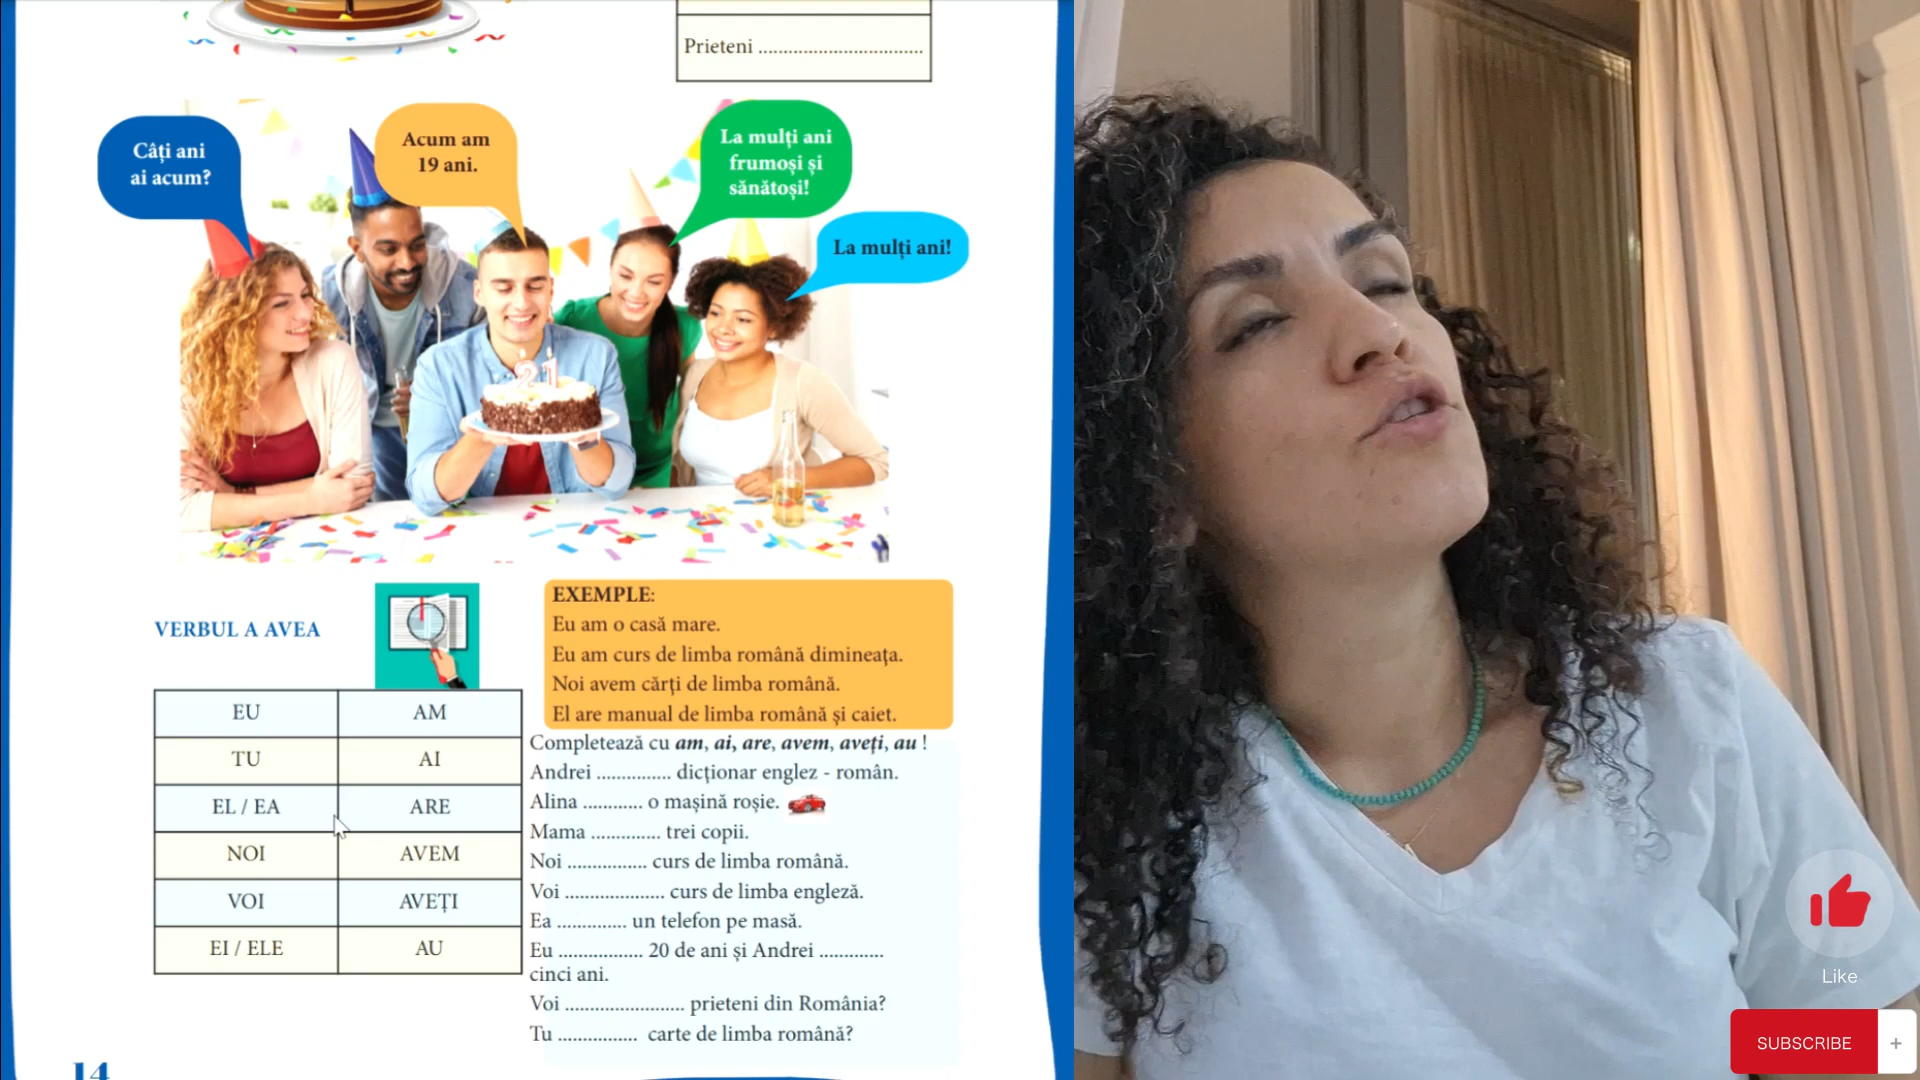 Prieteni ................................
Câți ani
ai acum?
Acum am
19 ani.
La mulți ani
frumoși și
sănătoși!
La mulți ani!
21
VERBUL A AVEA
EU AM
TU AI
EL / EA ARE
NOI AVEM
VOI AVEȚI
EI / ELE AU
EXEMPLE:
Eu am o casă mare.
Eu am curs de limba română dimineața.
Noi avem cărți de limba română.
El are manual de limba română și caiet.
Completează cu am, ai, are, avem, aveți, au !
Andrei ............... dicționar englez - român.
Alina ............ o mașină roșie.
Mama .............. trei copii.
Noi ................ curs de limba română.
Voi .................... curs de limba engleză.
Ea .............. un telefon pe masă.
Eu ................. 20 de ani și Andrei .............
cinci ani.
Voi ........................ prieteni din România?
Tu ................ carte de limba română?
14
Like
SUBSCRIBE +